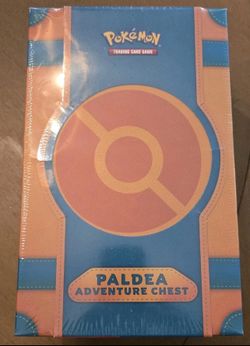 POKéMON
TRADING CARD GAME
PALDEA
ADVENTURE CHEST